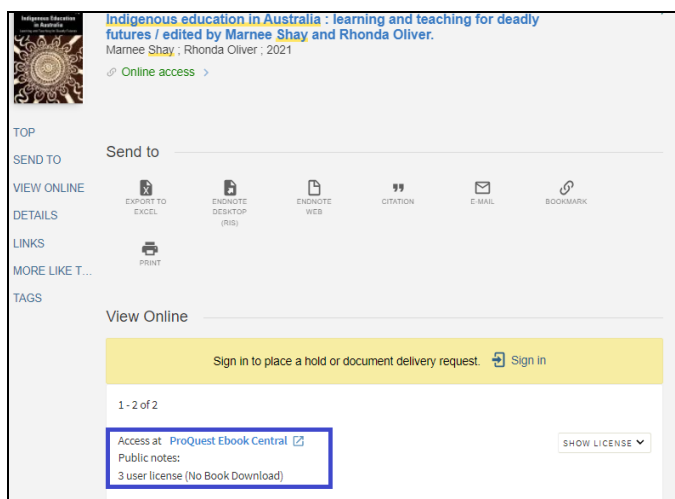 Indigenous Education
in Australia
Indigenous education in Australia : learning and teaching for deadly
futures / edited by Marnee Shay and Rhonda Oliver.
Marnee Shay ; Rhonda Oliver ; 2021
Online access >
TOP
SEND TO
VIEW ONLINE
DETAILS
LINKS
MORE LIKE T...
TAGS
Send to
EXPORT TO
EXCEL
ENDNOTE
DESKTOP
(RIS)
ENDNOTE
WEB
CITATION
E-MAIL
BOOKMARK
PRINT
View Online
Sign in to place a hold or document delivery request. Sign in
1 - 2 of 2
Access at ProQuest Ebook Central
Public notes:
3 user license (No Book Download)
SHOW LICENSE